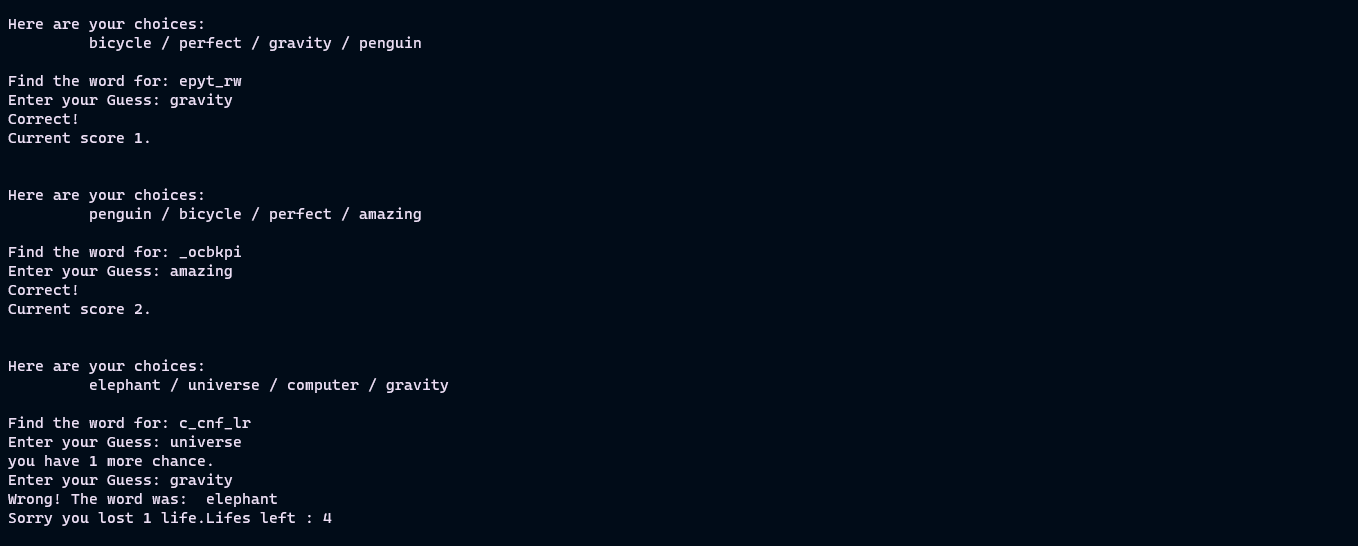 Here are your choices:
bicycle / perfect / gravity / penguin
Find the word for: epyt_rw
Enter your Guess: gravity
Correct!
Current score 1.
Here are your choices:
penguin / bicycle / perfect / amazing
Find the word for: _ocbkpi
Enter your Guess: amazing
Correct!
Current score 2.
Here are your choices:
elephant / universe / computer / gravity
Find the word for: c_cnf_lr
Enter your Guess: universe
you have 1 more chance.
Enter your Guess: gravity
Wrong! The word was:  elephant
Sorry you lost 1 life.Lifes left : 4